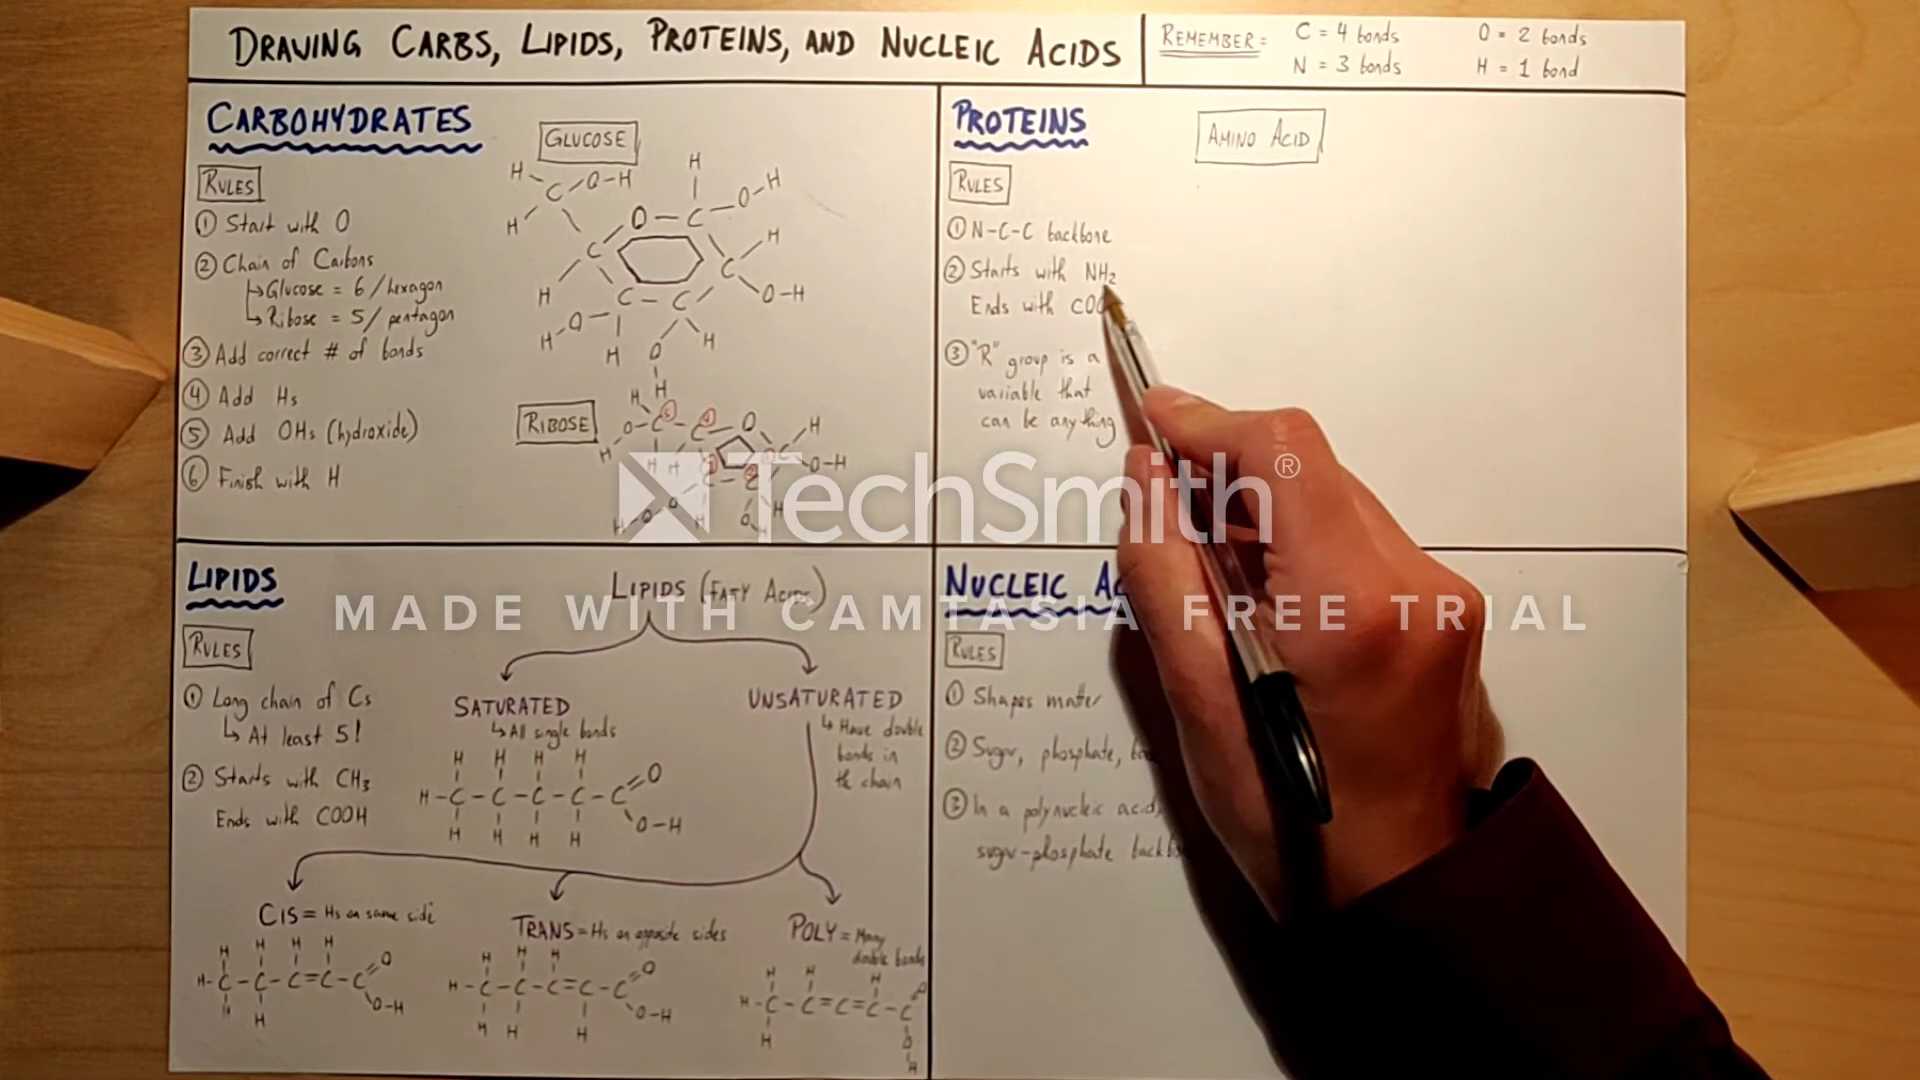 DRAWING CARBS, LIPIDS, PROTEINS, AND NUCLEIC ACIDS
REMEMBER:
C = 4 bonds
O = 2 bonds
N = 3 bonds
H = 1 bond
CARBOHYDRATES
RULES
① Start with O
② Chain of Carbons
↳ Glucose = 6 / hexagon
↳ Ribose = 5 / pentagon
③ Add correct # of bonds
④ Add Hs
⑤ Add OHs (hydroxide)
⑥ Finish with H
GLUCOSE
H
H C O-H
H O - C O-H
H C C H
H C - C O-H
H-O H O H
H
RIBOSE
PROTEINS
RULES
① N-C-C backbone
② Starts with NH2
Ends with
③ "R" group is a
variable that
can be anything
AMINO ACID
LIPIDS
RULES
① Long chain of Cs
↳ At least 5!
② Starts with CH3
Ends with COOH
LIPIDS (FATY ACIDS)
SATURATED
↳ All single bonds
H H H H
H-C-C-C-C-C O
H H H H O-H
UNSATURATED
↳ Have double
bonds in
the chain
CIS = Hs on same side
H H H H
H-C-C-C=C-C O
H H O-H
TRANS = Hs on opposite sides
H H H
H-C-C-C=C-C O
H H H O-H
POLY = Many
double bonds
H H H
H-C-C=C=C-C O
H O
H
NUCLEIC
RULES
① Shapes matter
② Sugar, phosphate,
③ In a polynucleic acid,
sugar-phosphate
TechSmith®
MADE WITH CAMTASIA FREE TRIAL